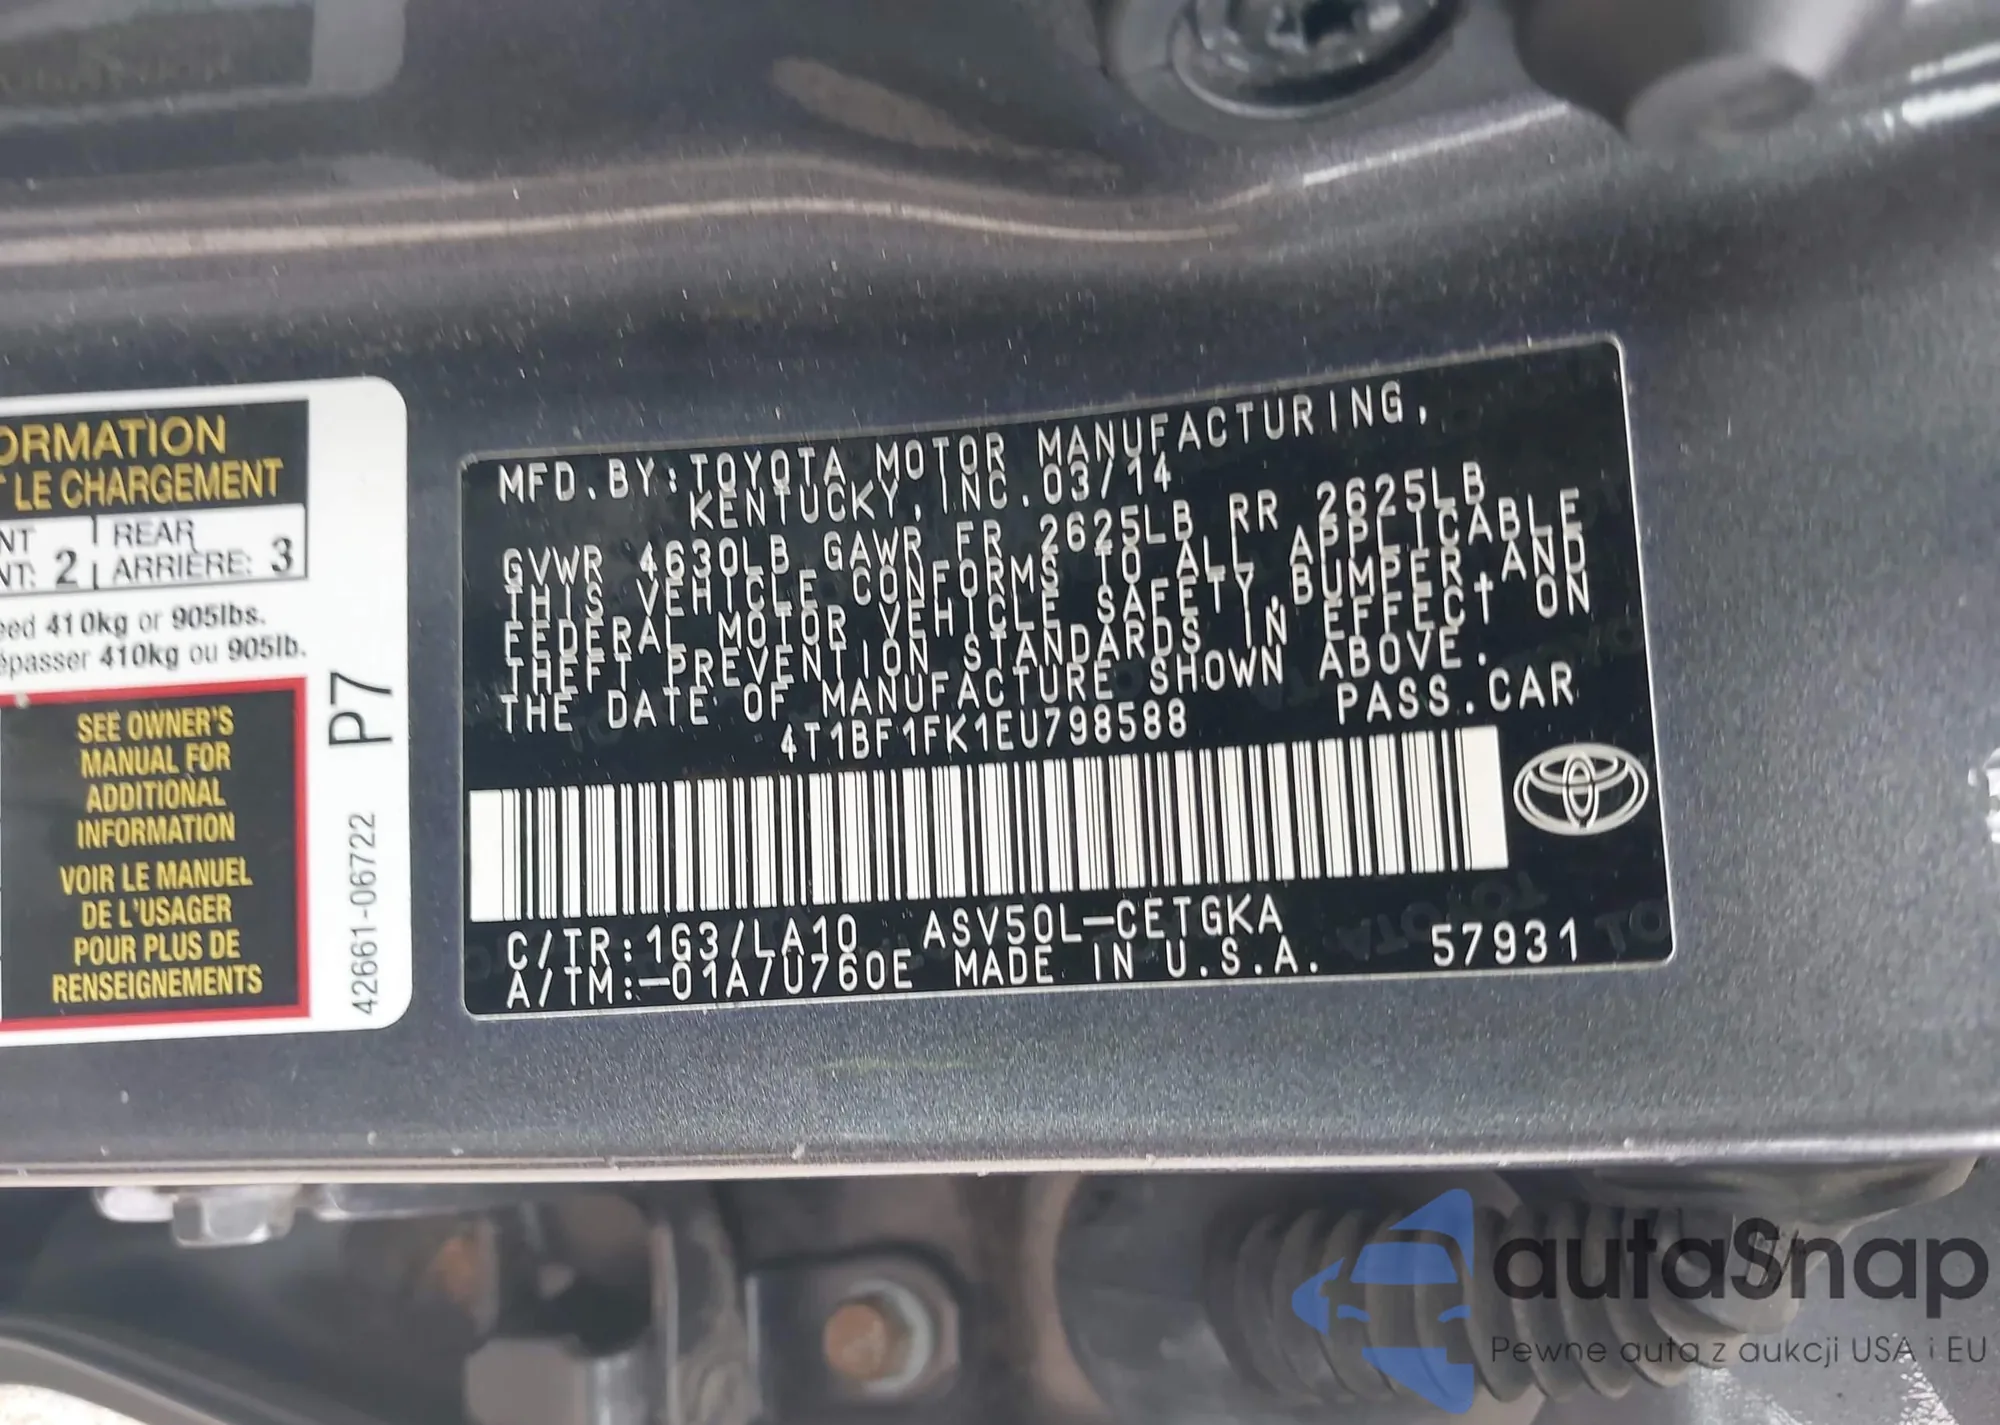 ORMATION
LE CHARGEMENT
NT | REAR
NT: 2 | ARRIÈRE: 3
eed 410kg or 905lbs.
épasser 410kg ou 905lb.
SEE OWNER'S
MANUAL FOR
ADDITIONAL
INFORMATION
VOIR LE MANUEL
DE L'USAGER
POUR PLUS DE
RENSEIGNEMENTS
P7
42661-06722
MFD.BY:TOYOTA MOTOR MANUFACTURING,
KENTUCKY,INC.03/14
GVWR 4630LB GAWR FR 2625LB RR 2625LB
THIS VEHICLE CONFORMS TO ALL APPLICABLE
FEDERAL MOTOR VEHICLE SAFETY,BUMPER,AND
THEFT PREVENTION STANDARDS IN EFFECT ON
THE DATE OF MANUFACTURE SHOWN ABOVE.
4T1BF1FK1EU798588 PASS.CAR
C/TR:1G3/LA10 ASV50L-CETGKA
A/TM:-01A/U760E MADE IN U.S.A. 57931
autaSnap
Pewne auta z aukcji USA i EU